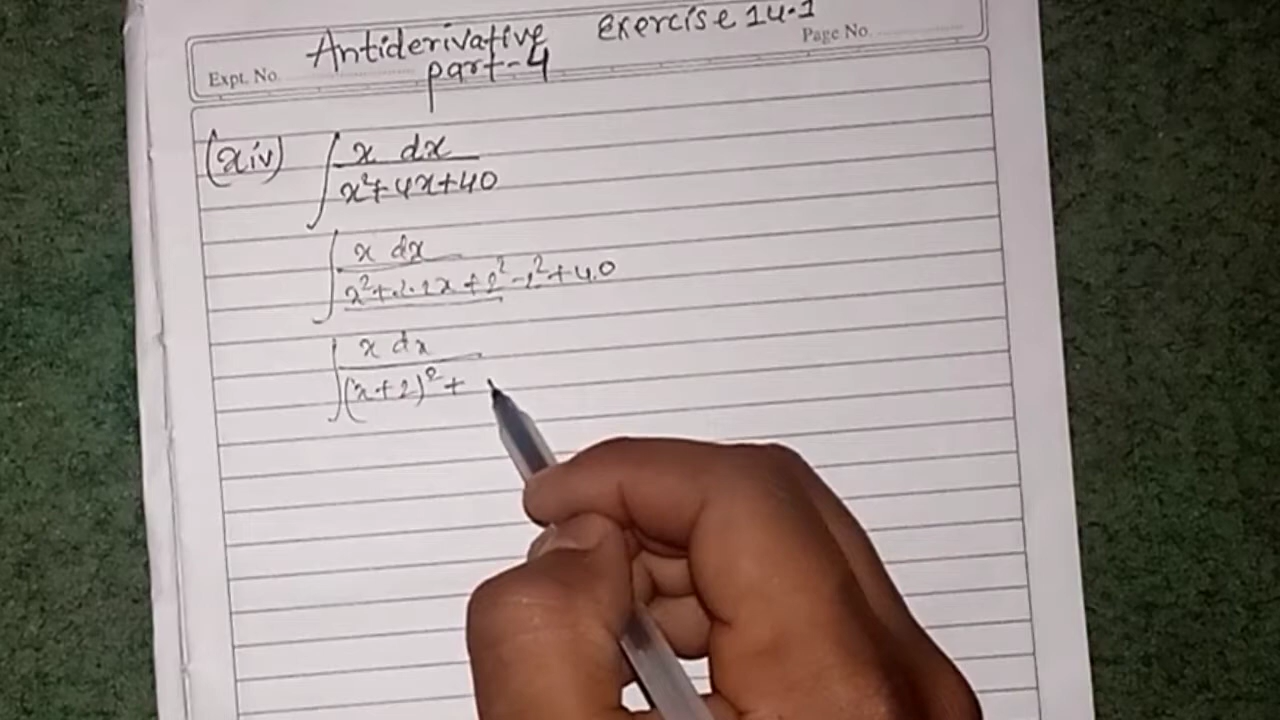 Antiderivative exercise 14.1
Expt. No. Page No.
part-4
(xiv) ∫ x dx / x²+4x+40
∫ x dx / x²+2·2x+2²-2²+40
∫ x dx / (x+2)²+